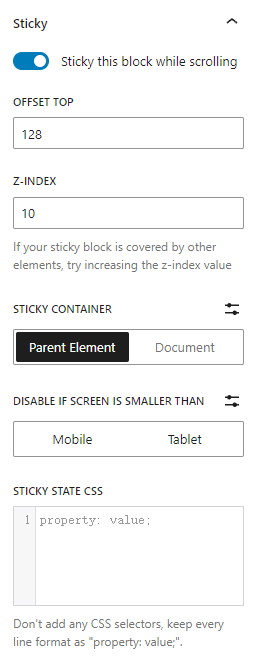 Sticky
Sticky this block while scrolling
OFFSET TOP
128
Z-INDEX
10
If your sticky block is covered by other
elements, try increasing the z-index value
STICKY CONTAINER
Parent Element Document
DISABLE IF SCREEN IS SMALLER THAN
Mobile Tablet
STICKY STATE CSS
1 property: value;
Don't add any CSS selectors, keep every
line format as "property: value;".